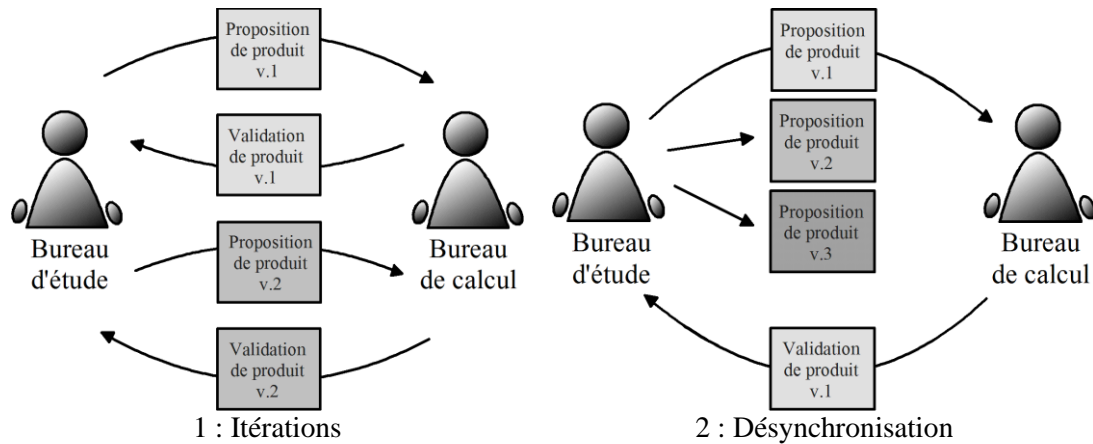 Proposition
de produit
v.1
Validation
de produit
v.1
Bureau
d'étude
Bureau
de calcul
Proposition
de produit
v.2
Validation
de produit
v.2
1 : Itérations
Proposition
de produit
v.1
Proposition
de produit
v.2
Proposition
de produit
v.3
Bureau
d'étude
Bureau
de calcul
Validation
de produit
v.1
2 : Désynchronisation